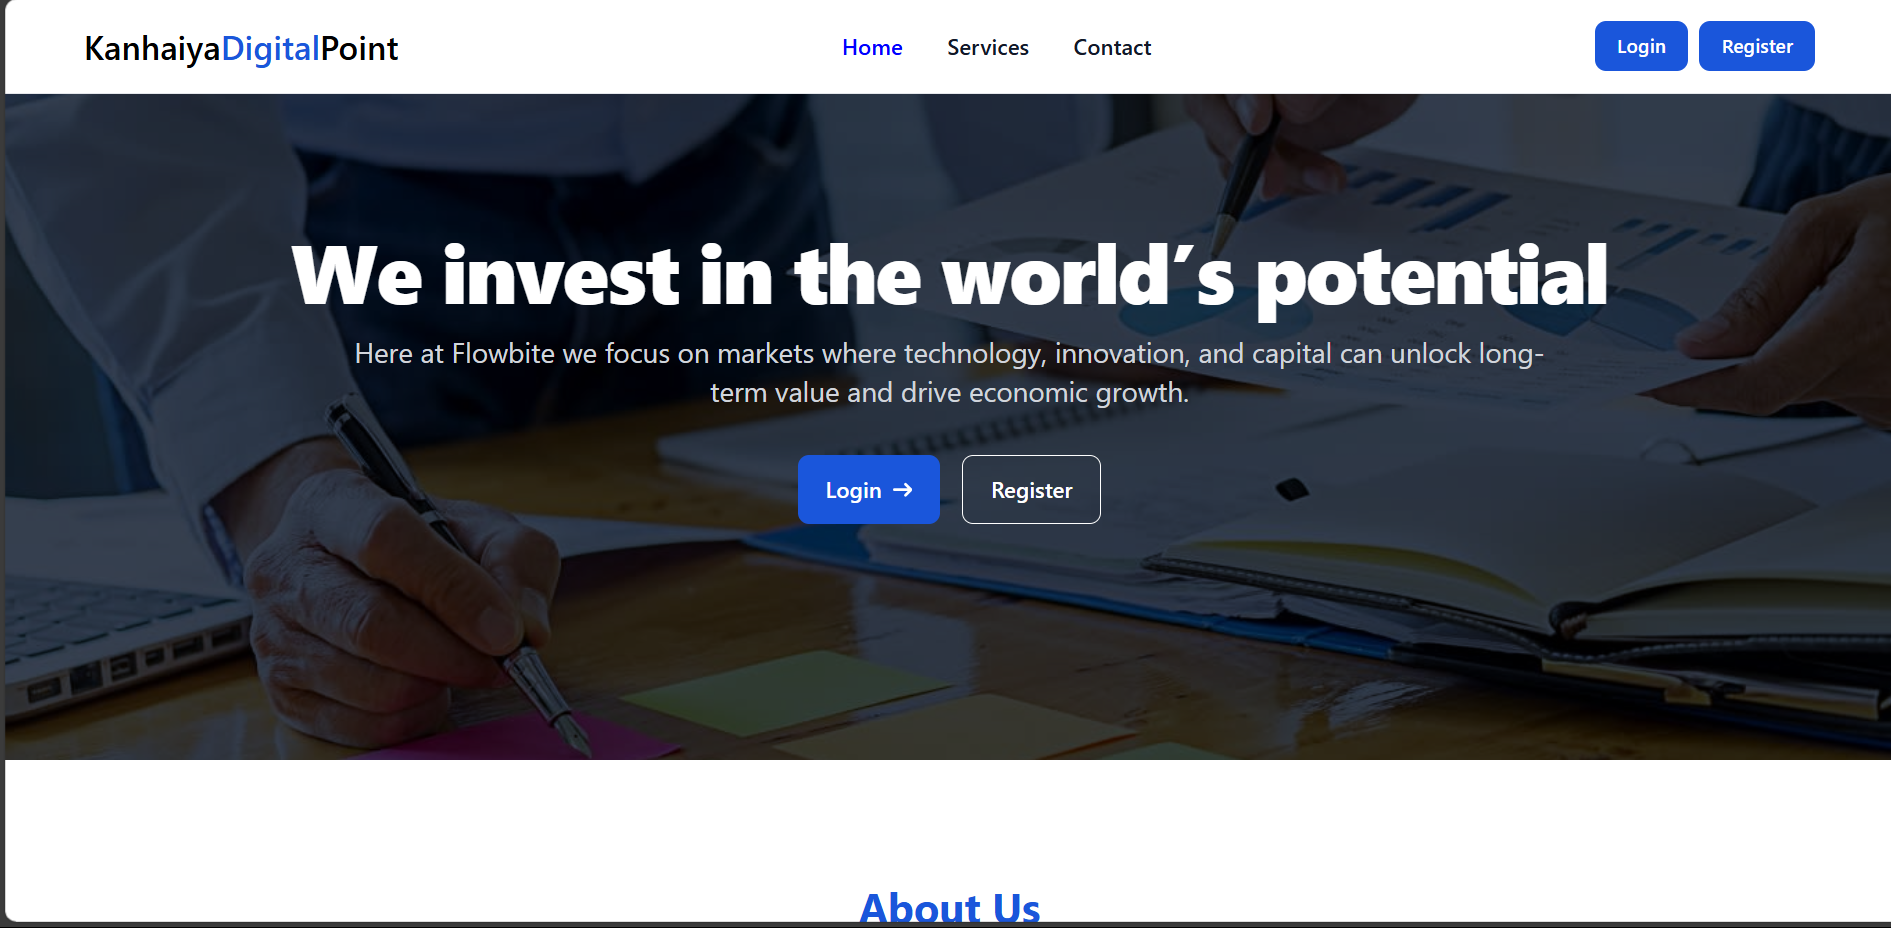 KanhaiyaDigitalPoint
Home Services Contact
Login Register
We invest in the world’s potential
Here at Flowbite we focus on markets where technology, innovation, and capital can unlock long-
term value and drive economic growth.
Login → Register
About Us